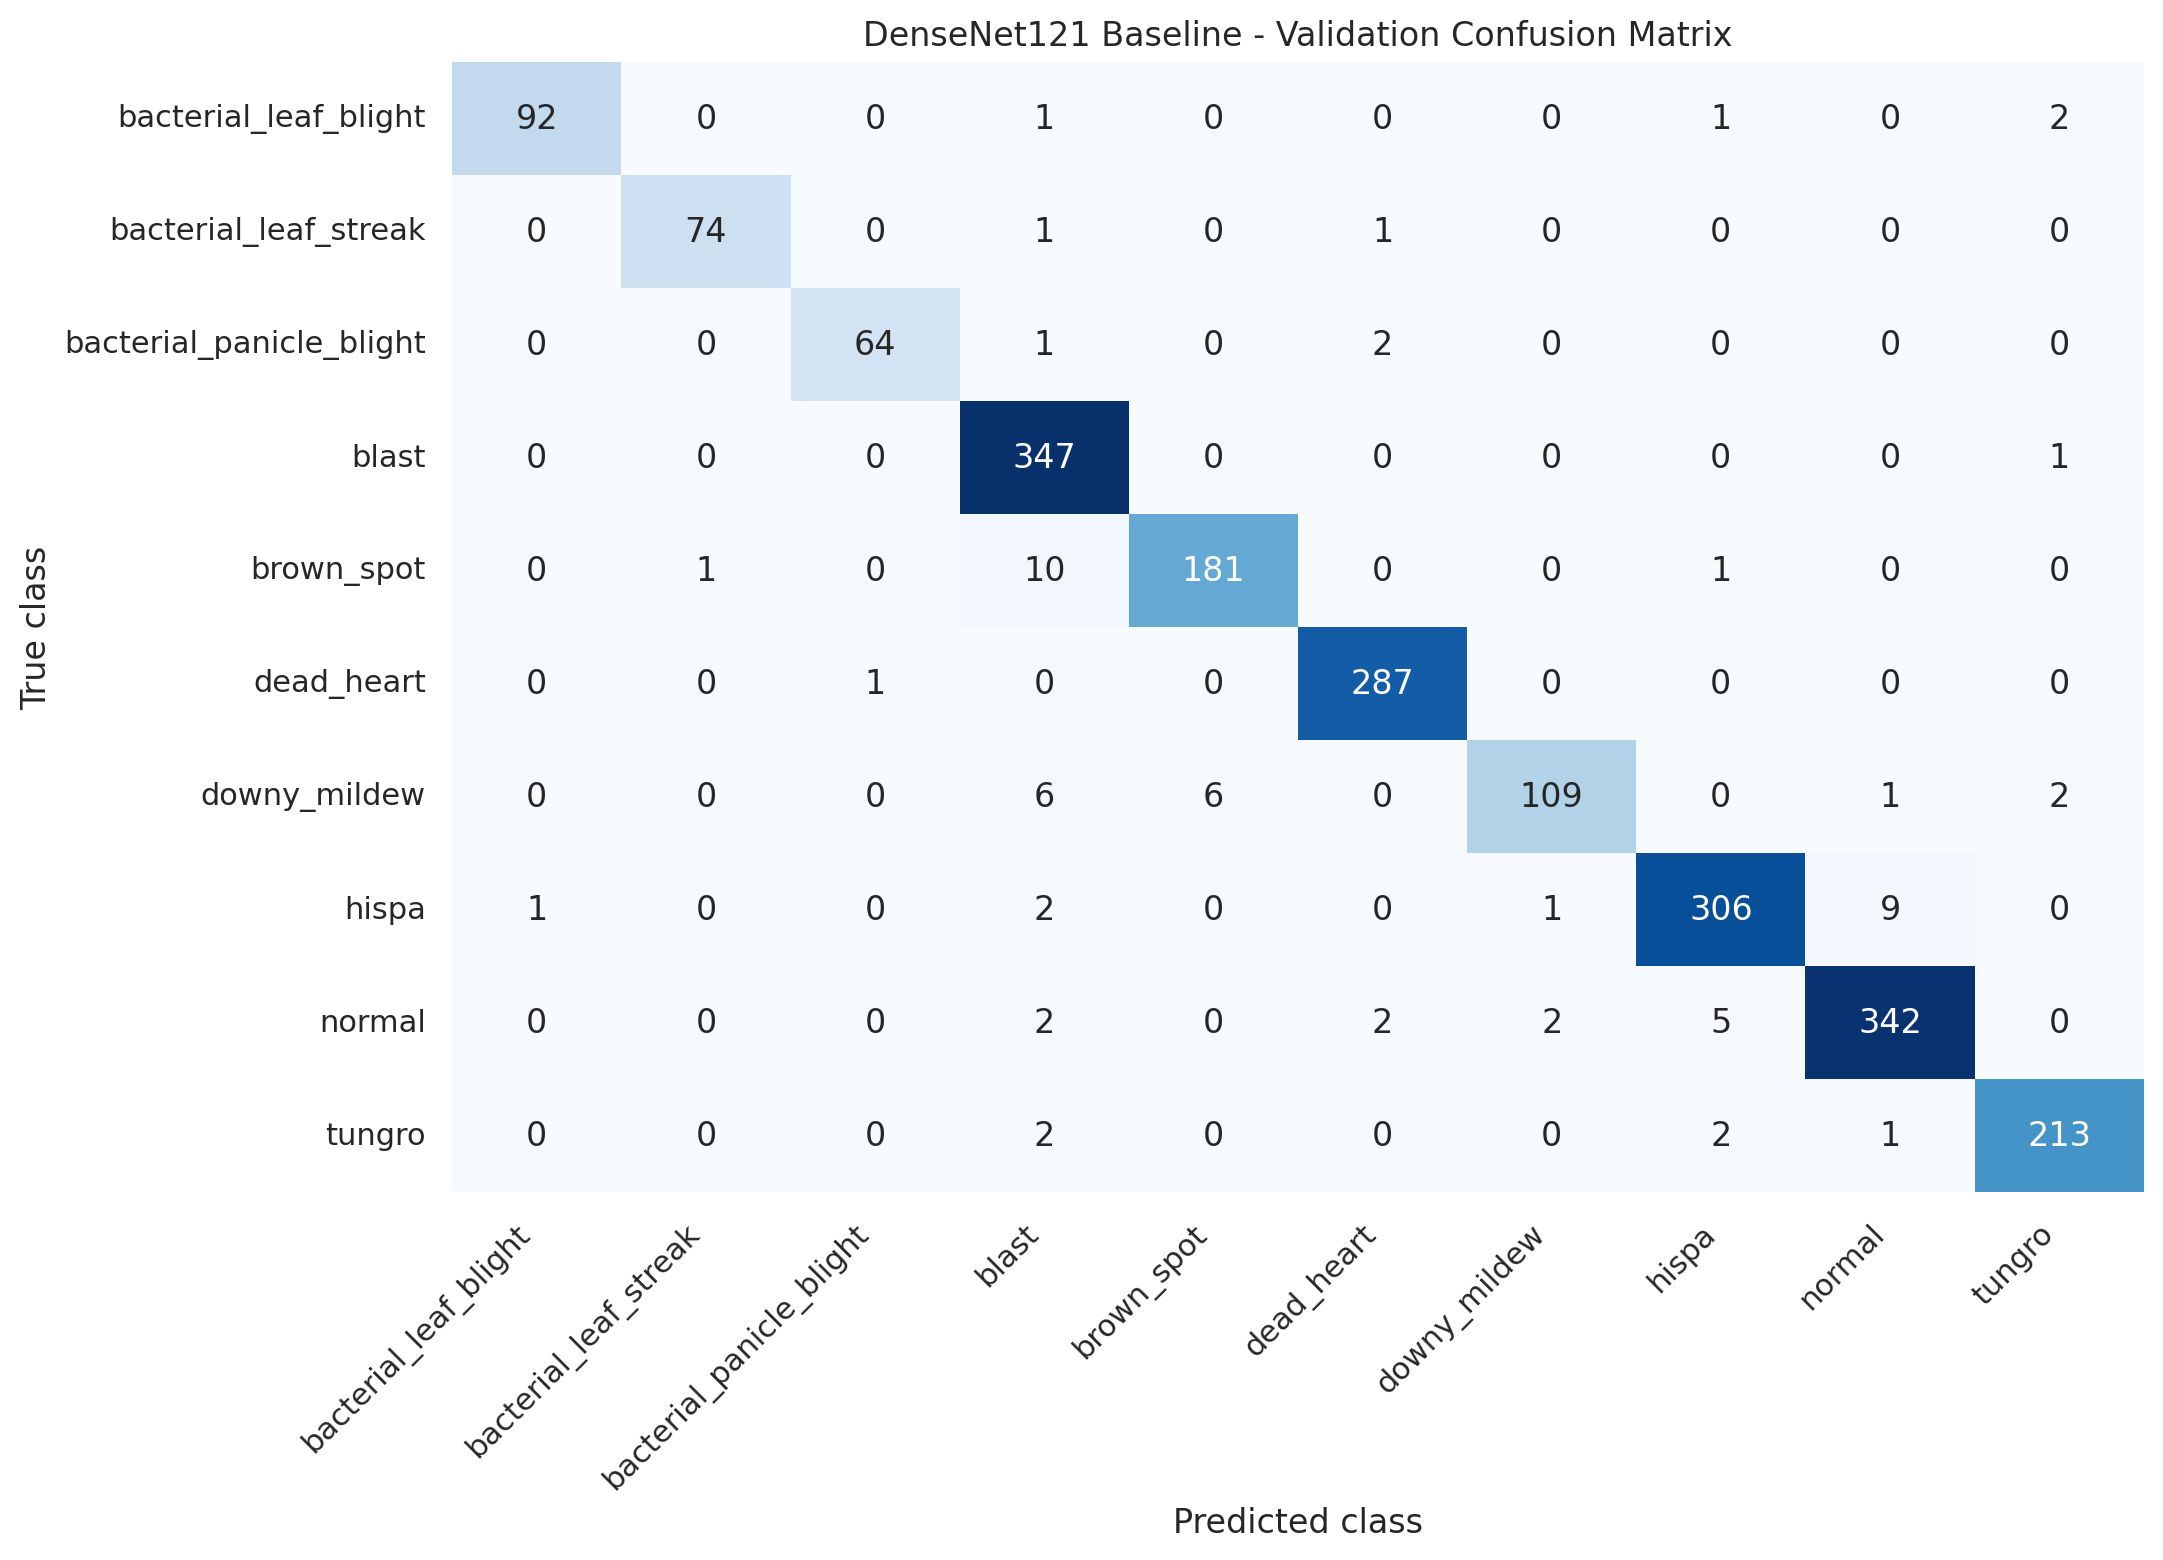 DenseNet121 Baseline - Validation Confusion Matrix
bacterial_leaf_blight 92 0 0 1 0 0 0 1 0 2
bacterial_leaf_streak 0 74 0 1 0 1 0 0 0 0
bacterial_panicle_blight 0 0 64 1 0 2 0 0 0 0
blast 0 0 0 347 0 0 0 0 0 1
brown_spot 0 1 0 10 181 0 0 1 0 0
dead_heart 0 0 1 0 0 287 0 0 0 0
downy_mildew 0 0 0 6 6 0 109 0 1 2
hispa 1 0 0 2 0 0 1 306 9 0
normal 0 0 0 2 0 2 2 5 342 0
tungro 0 0 0 2 0 0 0 2 1 213
True class
bacterial_leaf_blight
bacterial_leaf_streak
bacterial_panicle_blight
blast
brown_spot
dead_heart
downy_mildew
hispa
normal
tungro
Predicted class